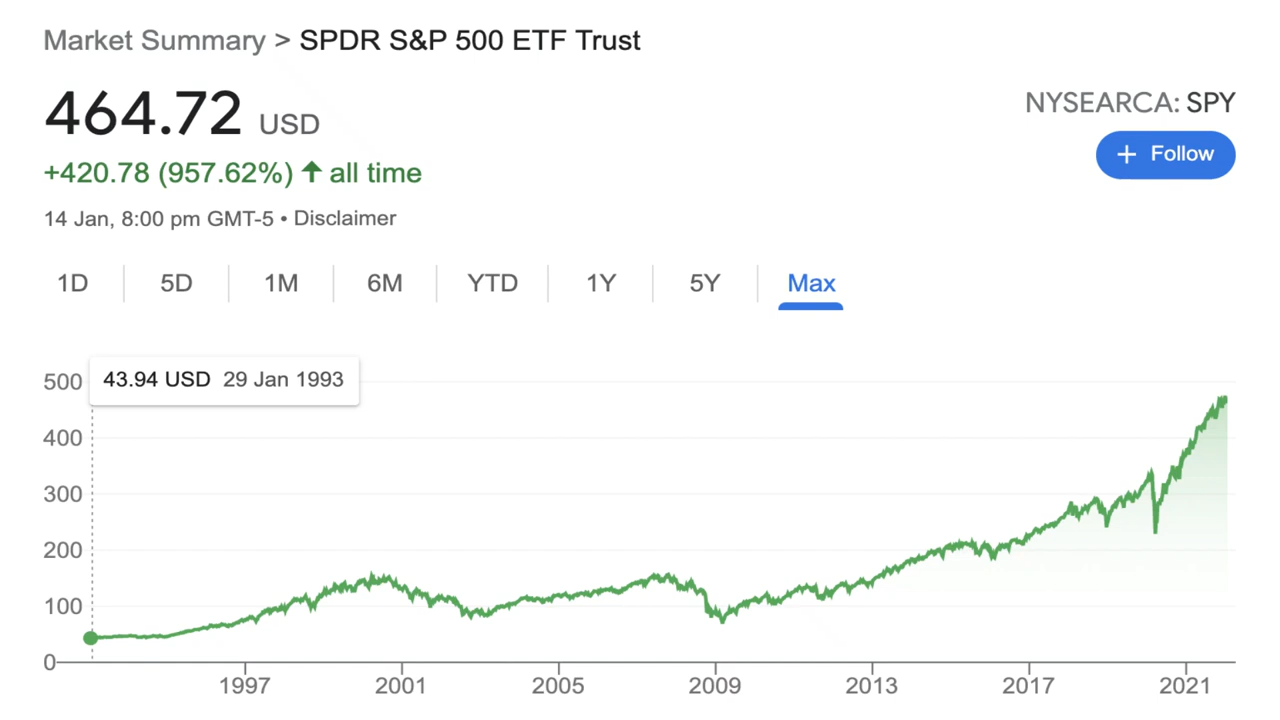 Market Summary > SPDR S&P 500 ETF Trust
464.72 USD
NYSEARCA: SPY
+420.78 (957.62%) ↑ all time
+ Follow
14 Jan, 8:00 pm GMT-5 • Disclaimer
1D 5D 1M 6M YTD 1Y 5Y Max
43.94 USD 29 Jan 1993
500
400
300
200
100
0
1997 2001 2005 2009 2013 2017 2021